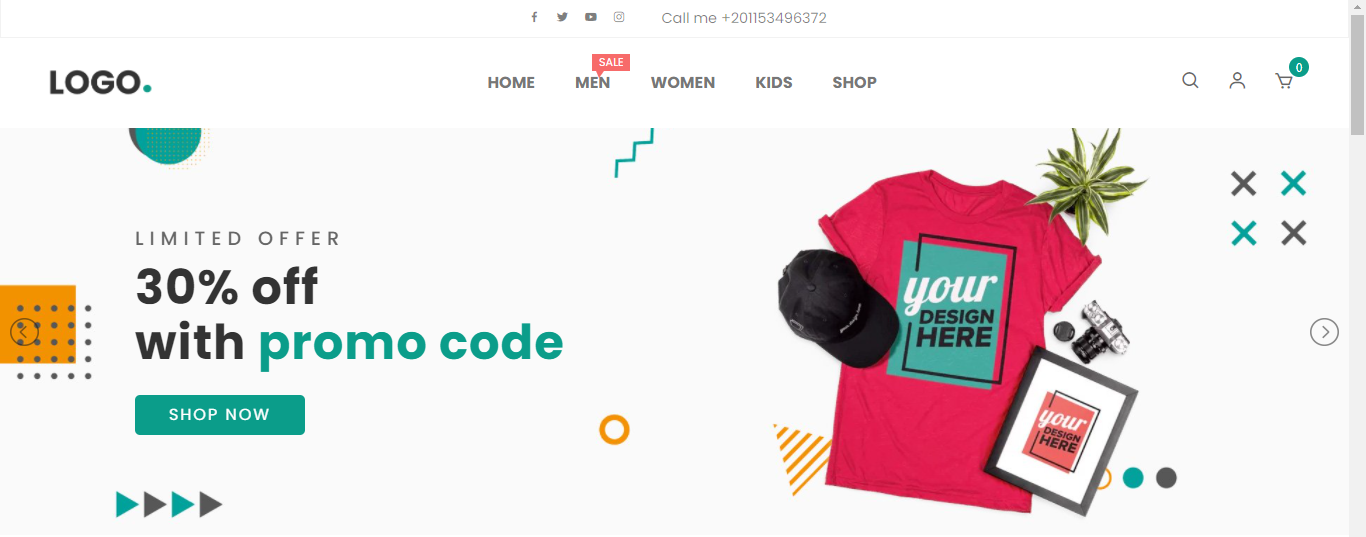 Call me +201153496372
LOGO.
SALE
HOME MEN WOMEN KIDS SHOP
0
LIMITED OFFER
30% off
with promo code
SHOP NOW
your
DESIGN
HERE
your
DESIGN
HERE